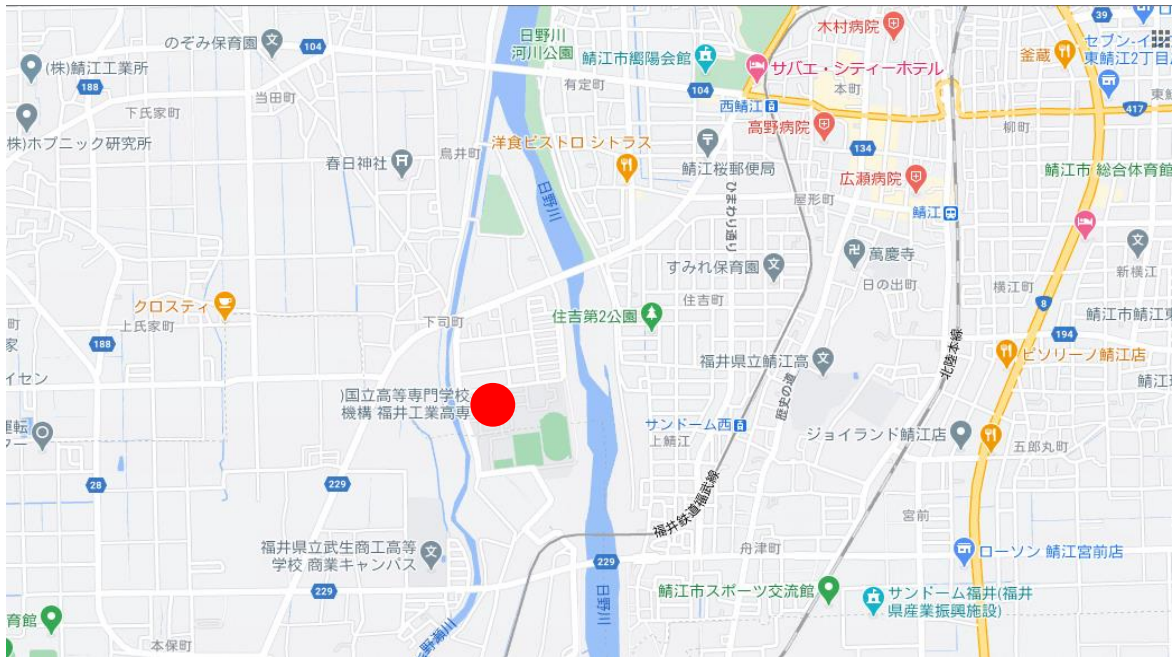 のぞみ保育園
104
(株)鯖江工業所
188
当田町
下氏家町
株)ホプニック研究所
春日神社
鳥井町
日野川
河川公園
鯖江市嚮陽会館
有定町
104
西鯖江
サバエ・シティーホテル
木村病院
本町
高野病院
134
広瀬病院
屋形町
鯖江
39
セブン-イ
東鯖江2丁目
釜蔵
417
柳町
東鯖
鯖江市 総合体育館
洋食ビストロ シトラス
鯖江桜郵便局
ひまわり通り
日野川
すみれ保育園
住吉町
住吉第2公園
萬慶寺
日の出町
新横江
横江町
8
鯖江市鯖江東
194
ピソリーノ鯖江店
鯖江
クロスティ
上氏家町
町
家
188
イセン
下司町
)国立高等専門学校
機構 福井工業高専
福井県立鯖江高
北陸本線
歴史の道
サンドーム西
上鯖江
ジョイランド鯖江店
五郎丸町
運転
28
229
福井鉄道福武線
宮前
福井県立武生商工高等
学校 商業キャンパス
229
229
舟津町
ローソン 鯖江宮前店
鯖江市スポーツ交流館
サンドーム福井(福井
県産業振興施設)
日野川
育館
本保町